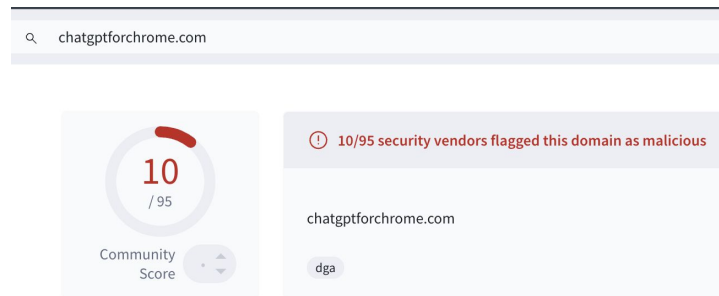 chatgptforchrome.com
10
/ 95
Community
Score
10/95 security vendors flagged this domain as malicious
chatgptforchrome.com
dga